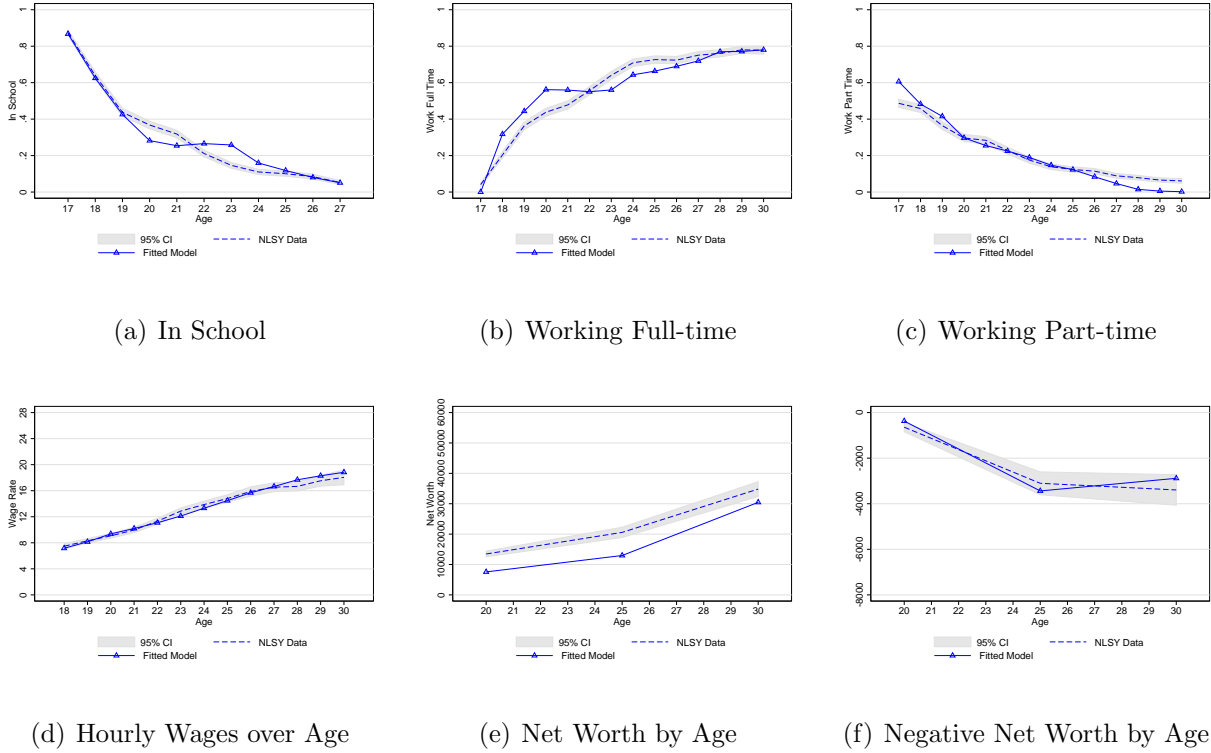 1
.8
.6
.4
.2
0
In School
17 18 19 20 21 22 23 24 25 26 27
Age
95% CI NLSY Data
Fitted Model
(a) In School
1
.8
.6
.4
.2
0
Work Full Time
17 18 19 20 21 22 23 24 25 26 27 28 29 30
Age
95% CI NLSY Data
Fitted Model
(b) Working Full-time
1
.8
.6
.4
.2
0
Work Part Time
17 18 19 20 21 22 23 24 25 26 27 28 29 30
Age
95% CI NLSY Data
Fitted Model
(c) Working Part-time
28
24
20
16
12
8
4
0
Wage Rate
18 19 20 21 22 23 24 25 26 27 28 29 30
Age
95% CI NLSY Data
Fitted Model
(d) Hourly Wages over Age
60000
50000
40000
30000
20000
10000
0
Net Worth
20 21 22 23 24 25 26 27 28 29 30
Age
95% CI NLSY Data
Fitted Model
(e) Net Worth by Age
0
-2000
-4000
-6000
-8000
Negative Net Worth
20 21 22 23 24 25 26 27 28 29 30
Age
95% CI NLSY Data
Fitted Model
(f) Negative Net Worth by Age